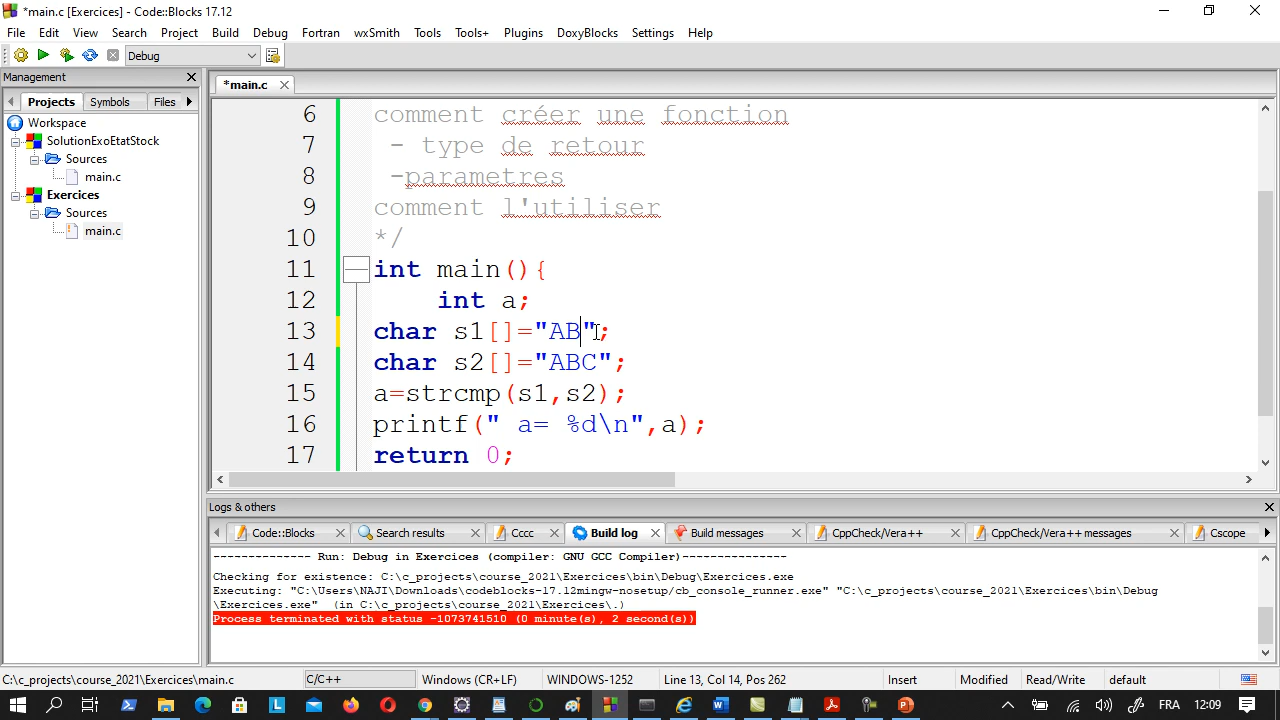 *main.c [Exercices] - Code::Blocks 17.12
File Edit View Search Project Build Debug Fortran wxSmith Tools Tools+ Plugins DoxyBlocks Settings Help
Debug
Management
Projects Symbols Files
Workspace
SolutionExoEtatStock
Sources
main.c
Exercices
Sources
main.c
*main.c
6 comment créer une fonction
7 - type de retour
8 -parametres
9 comment l'utiliser
10 */
11 int main(){
12 int a;
13 char s1[]="AB";
14 char s2[]="ABC";
15 a=strcmp(s1,s2);
16 printf(" a= %d\n",a);
17 return 0;
Logs & others
Code::Blocks Search results Cccc Build log Build messages CppCheck/Vera++ CppCheck/Vera++ messages Cscope
-------------- Run: Debug in Exercices (compiler: GNU GCC Compiler)---------------
Checking for existence: C:\c_projects\course_2021\Exercices\bin\Debug\Exercices.exe
Executing: "C:\Users\NAJI\Downloads\codeblocks-17.12mingw-nosetup/cb_console_runner.exe" "C:\c_projects\course_2021\Exercices\bin\Debug
\Exercices.exe" (in C:\c_projects\course_2021\Exercices\.)
Process terminated with status -1073741510 (0 minute(s), 2 second(s))
C:\c_projects\course_2021\Exercices\main.c C/C++ Windows (CR+LF) WINDOWS-1252 Line 13, Col 14, Pos 262 Insert Modified Read/Write default
FRA 12:09